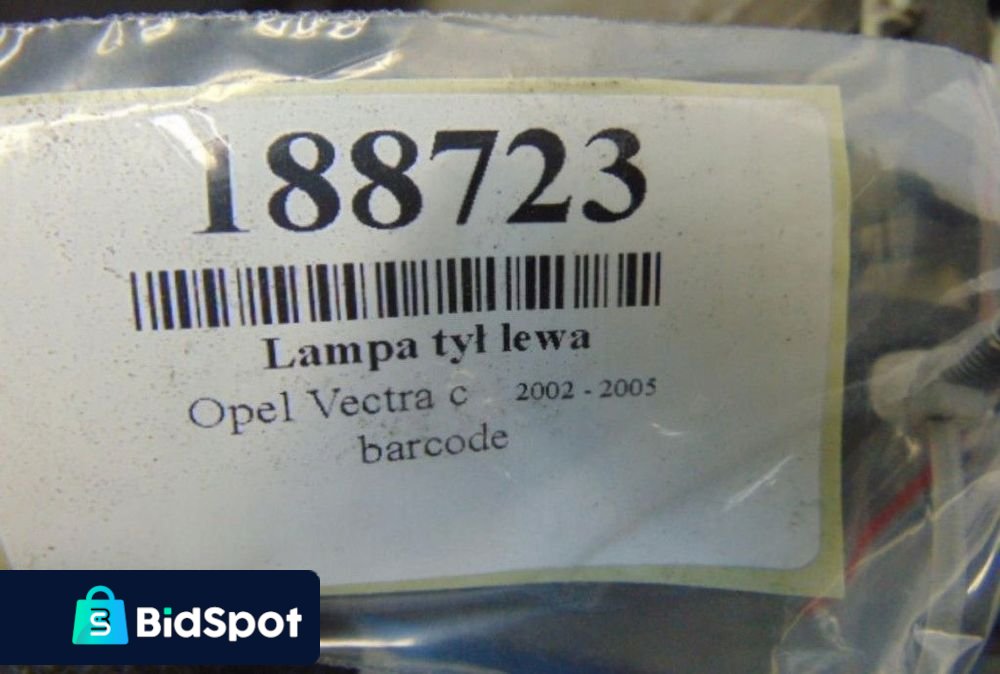 188723
Lampa tył lewa
Opel Vectra c 2002 - 2005
barcode
BidSpot